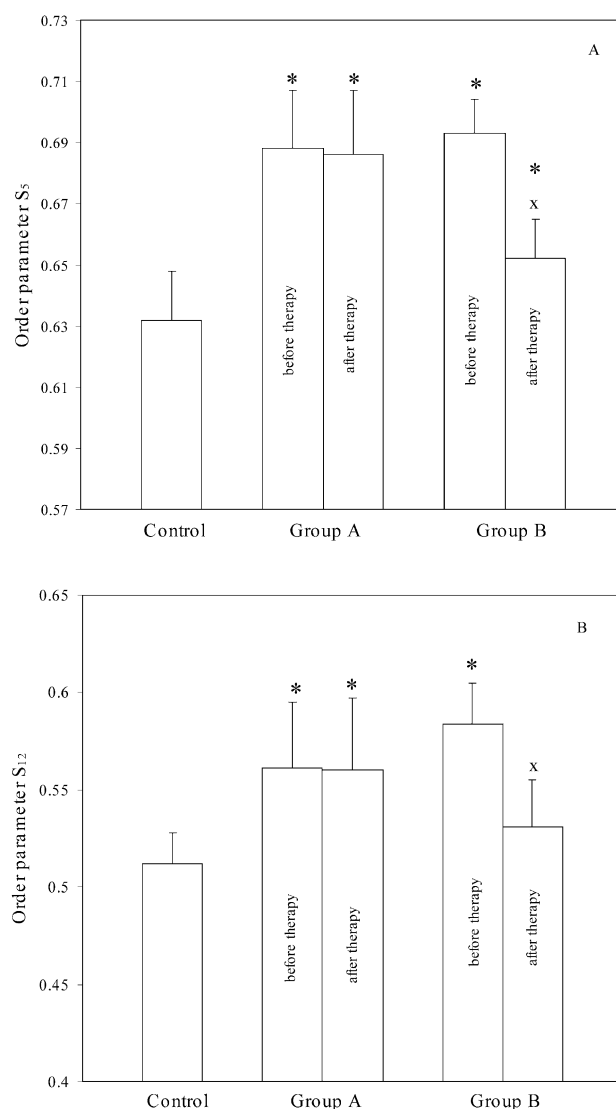 0.73
A
0.71
* * *
0.69
*
0.67
x
0.65
0.63
0.61
0.59
0.57
Order parameter S₅
before therapy
after therapy
before therapy
after therapy
Control Group A Group B
0.65
B
0.6
* * *
x
0.55
0.5
0.45
0.4
Order parameter S₁₂
before therapy
after therapy
before therapy
after therapy
Control Group A Group B